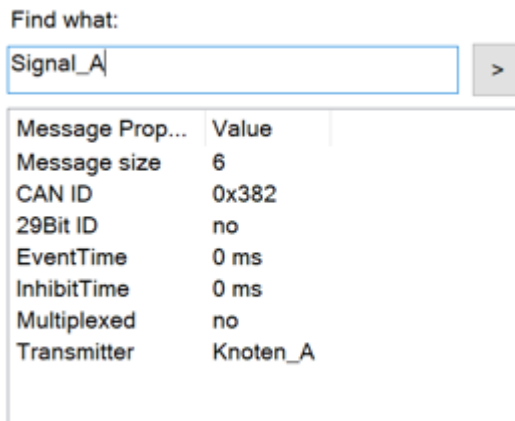 Find what:
Signal_A
>
Message Prop... Value
Message size 6
CAN ID 0x382
29Bit ID no
EventTime 0 ms
InhibitTime 0 ms
Multiplexed no
Transmitter Knoten_A